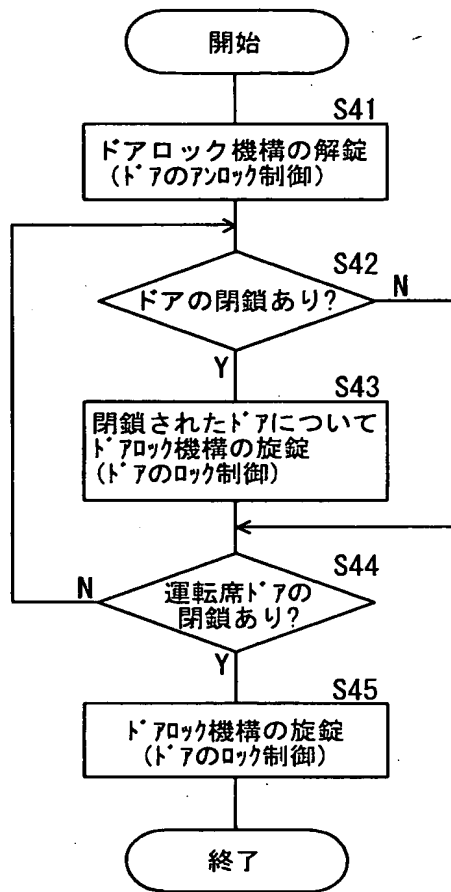 開始
S41
ドアロック機構の解錠
(ﾄﾞｱのｱﾝﾛｯｸ制御)
S42
ドアの閉鎖あり?
N
Y
S43
閉鎖されたﾄﾞｱについて
ﾄﾞｱﾛｯｸ機構の旋錠
(ﾄﾞｱのﾛｯｸ制御)
S44
運転席ﾄﾞｱの
閉鎖あり?
N
Y
S45
ﾄﾞｱﾛｯｸ機構の旋錠
(ﾄﾞｱのﾛｯｸ制御)
終了